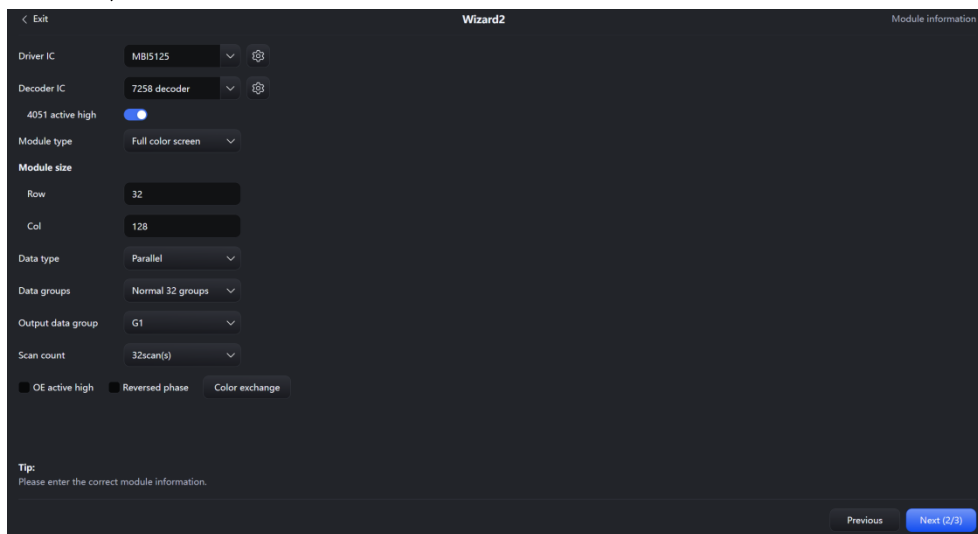 Exit Wizard2 Module information
Driver IC MBI5125
Decoder IC 7258 decoder
4051 active high
Module type Full color screen
Module size
Row 32
Col 128
Data type Parallel
Data groups Normal 32 groups
Output data group G1
Scan count 32scan(s)
OE active high Reversed phase Color exchange
Tip:
Please enter the correct module information.
Previous Next (2/3)